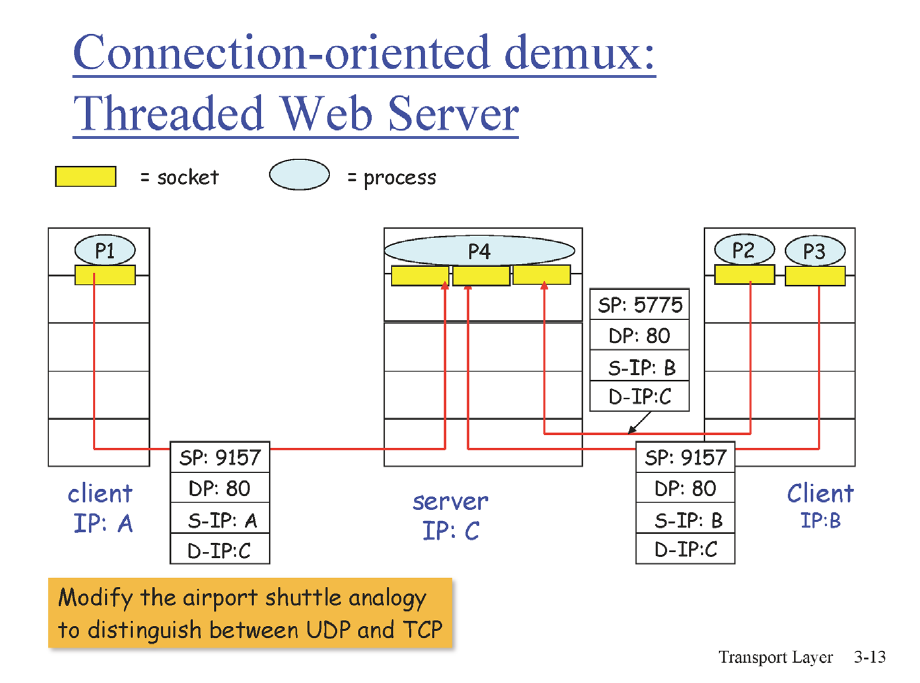 Connection-oriented demux:
Threaded Web Server
= socket
= process
P1
P4
P2
P3
SP: 5775
DP: 80
S-IP: B
D-IP:C
SP: 9157
DP: 80
S-IP: A
D-IP:C
SP: 9157
DP: 80
S-IP: B
D-IP:C
client
IP: A
server
IP: C
Client
IP:B
Modify the airport shuttle analogy
to distinguish between UDP and TCP
Transport Layer 3-13